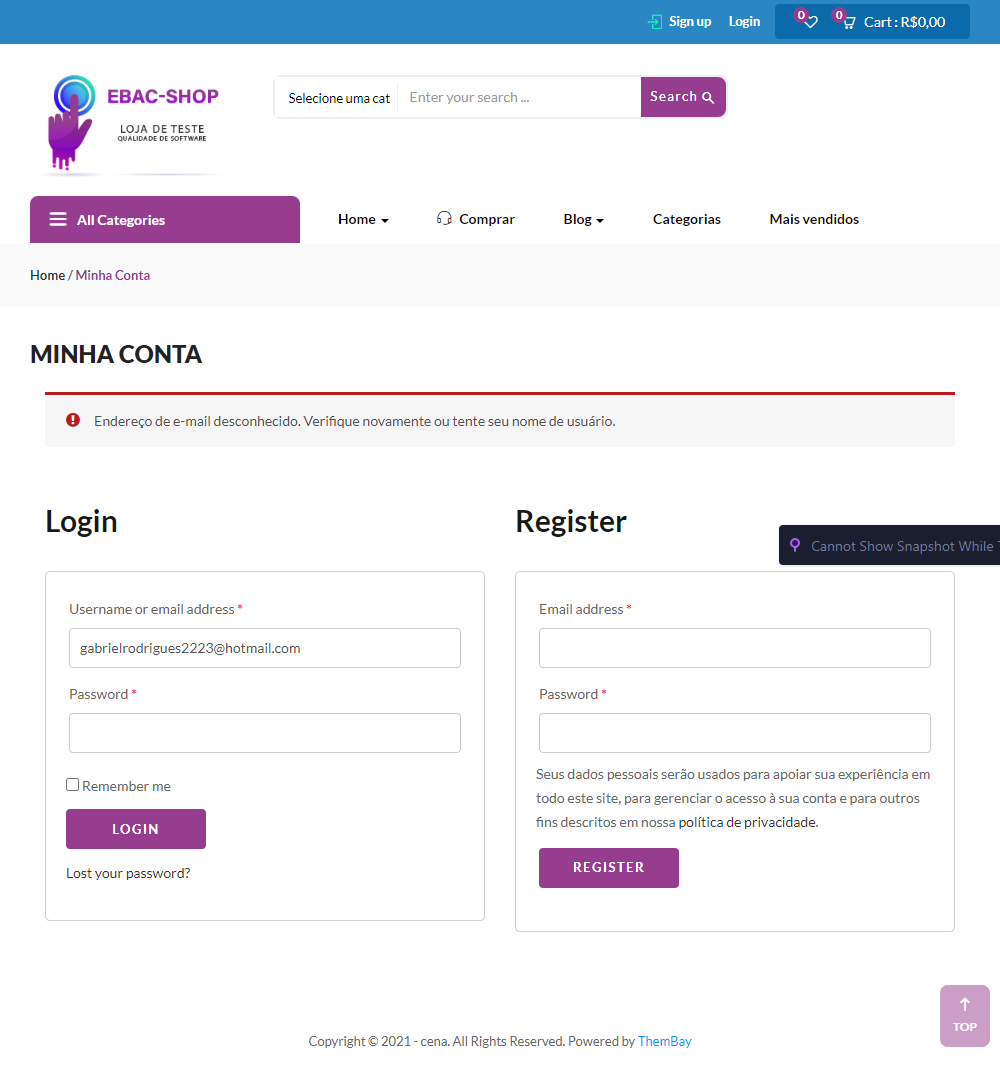 Sign up Login 0 0 Cart : R$0,00
EBAC-SHOP
LOJA DE TESTE
QUALIDADE DE SOFTWARE
Selecione uma cat Enter your search ... Search
All Categories Home Comprar Blog Categorias Mais vendidos
Home / Minha Conta
MINHA CONTA
Endereço de e-mail desconhecido. Verifique novamente ou tente seu nome de usuário.
Login
Username or email address *
gabrielrodrigues2223@hotmail.com
Password *
Remember me
LOGIN
Lost your password?
Register
Cannot Show Snapshot While
Email address *
Password *
Seus dados pessoais serão usados para apoiar sua experiência em
todo este site, para gerenciar o acesso à sua conta e para outros
fins descritos em nossa política de privacidade.
REGISTER
TOP
Copyright © 2021 - cena. All Rights Reserved. Powered by ThemBay